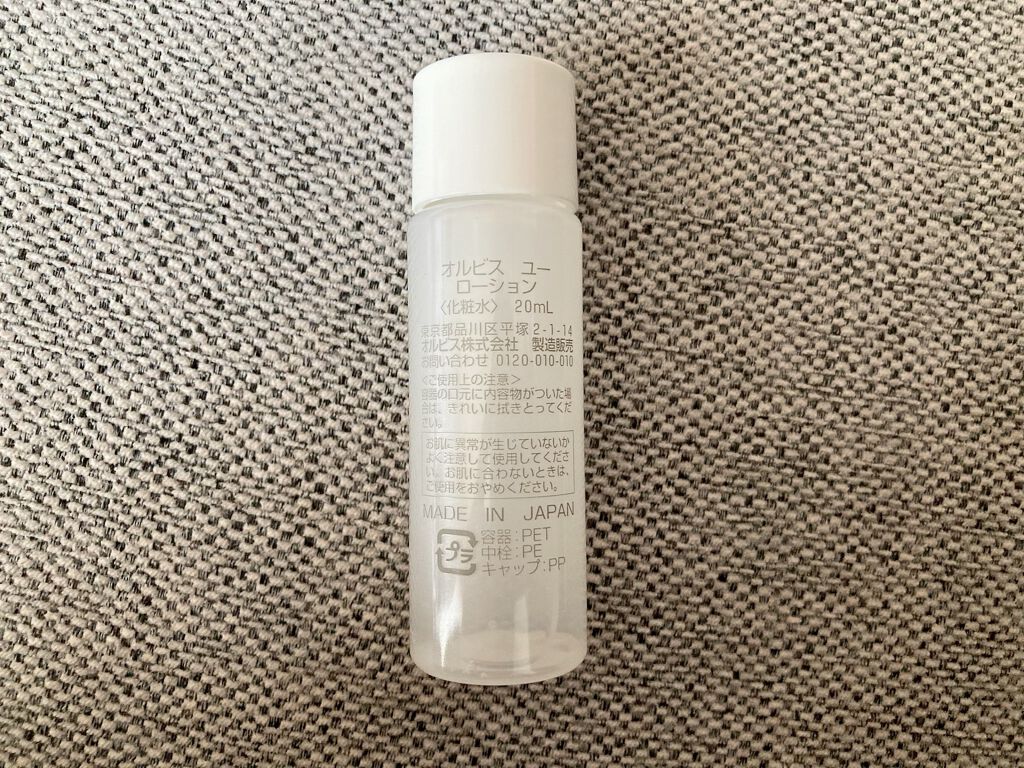 オルビス ユー
ローション
〈化粧水〉 20mL
東京都品川区平塚2-1-14
オルビス株式会社 製造販売
お問い合わせ 0120-010-010
<ご使用上の注意>
容器の口元に内容物がついた場
合は、きれいに拭きとってくだ
さい。
お肌に異常が生じていないか
よく注意して使用してくださ
い。お肌に合わないときは、
ご使用をおやめください。
MADE IN JAPAN
プラ
容器:PET
中栓:PE
キャップ:PP